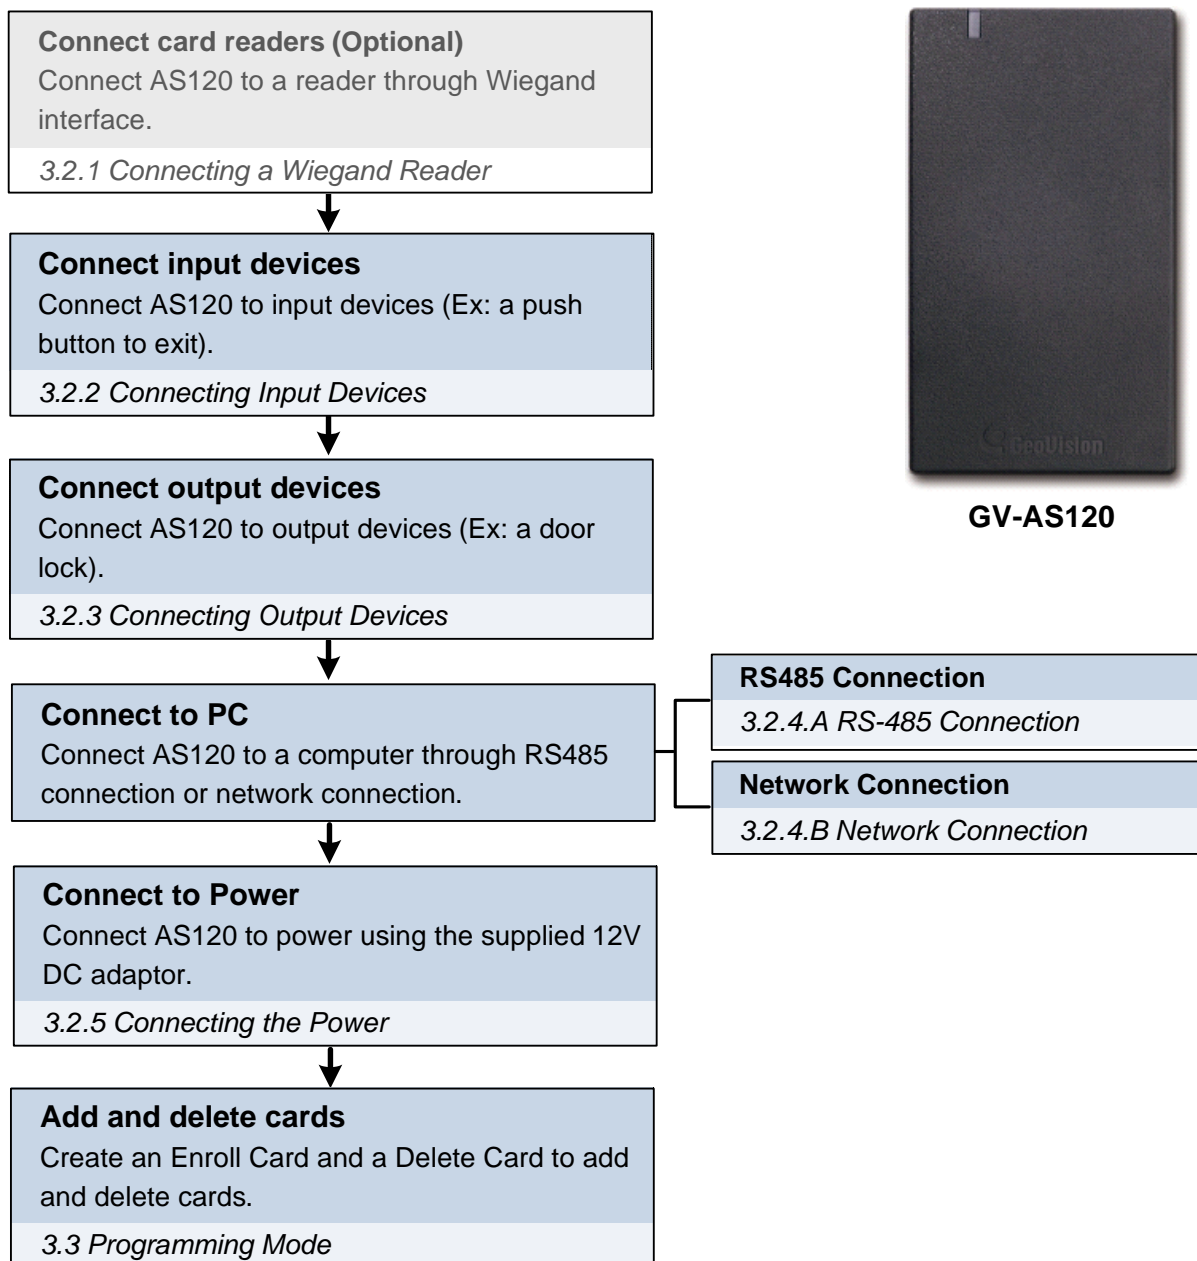 Connect card readers (Optional)
Connect AS120 to a reader through Wiegand
interface.
3.2.1 Connecting a Wiegand Reader
Connect input devices
Connect AS120 to input devices (Ex: a push
button to exit).
3.2.2 Connecting Input Devices
Connect output devices
Connect AS120 to output devices (Ex: a door
lock).
3.2.3 Connecting Output Devices
Connect to PC
Connect AS120 to a computer through RS485
connection or network connection.
RS485 Connection
3.2.4.A RS-485 Connection
Network Connection
3.2.4.B Network Connection
Connect to Power
Connect AS120 to power using the supplied 12V
DC adaptor.
3.2.5 Connecting the Power
Add and delete cards
Create an Enroll Card and a Delete Card to add
and delete cards.
3.3 Programming Mode
GeoVision
GV-AS120